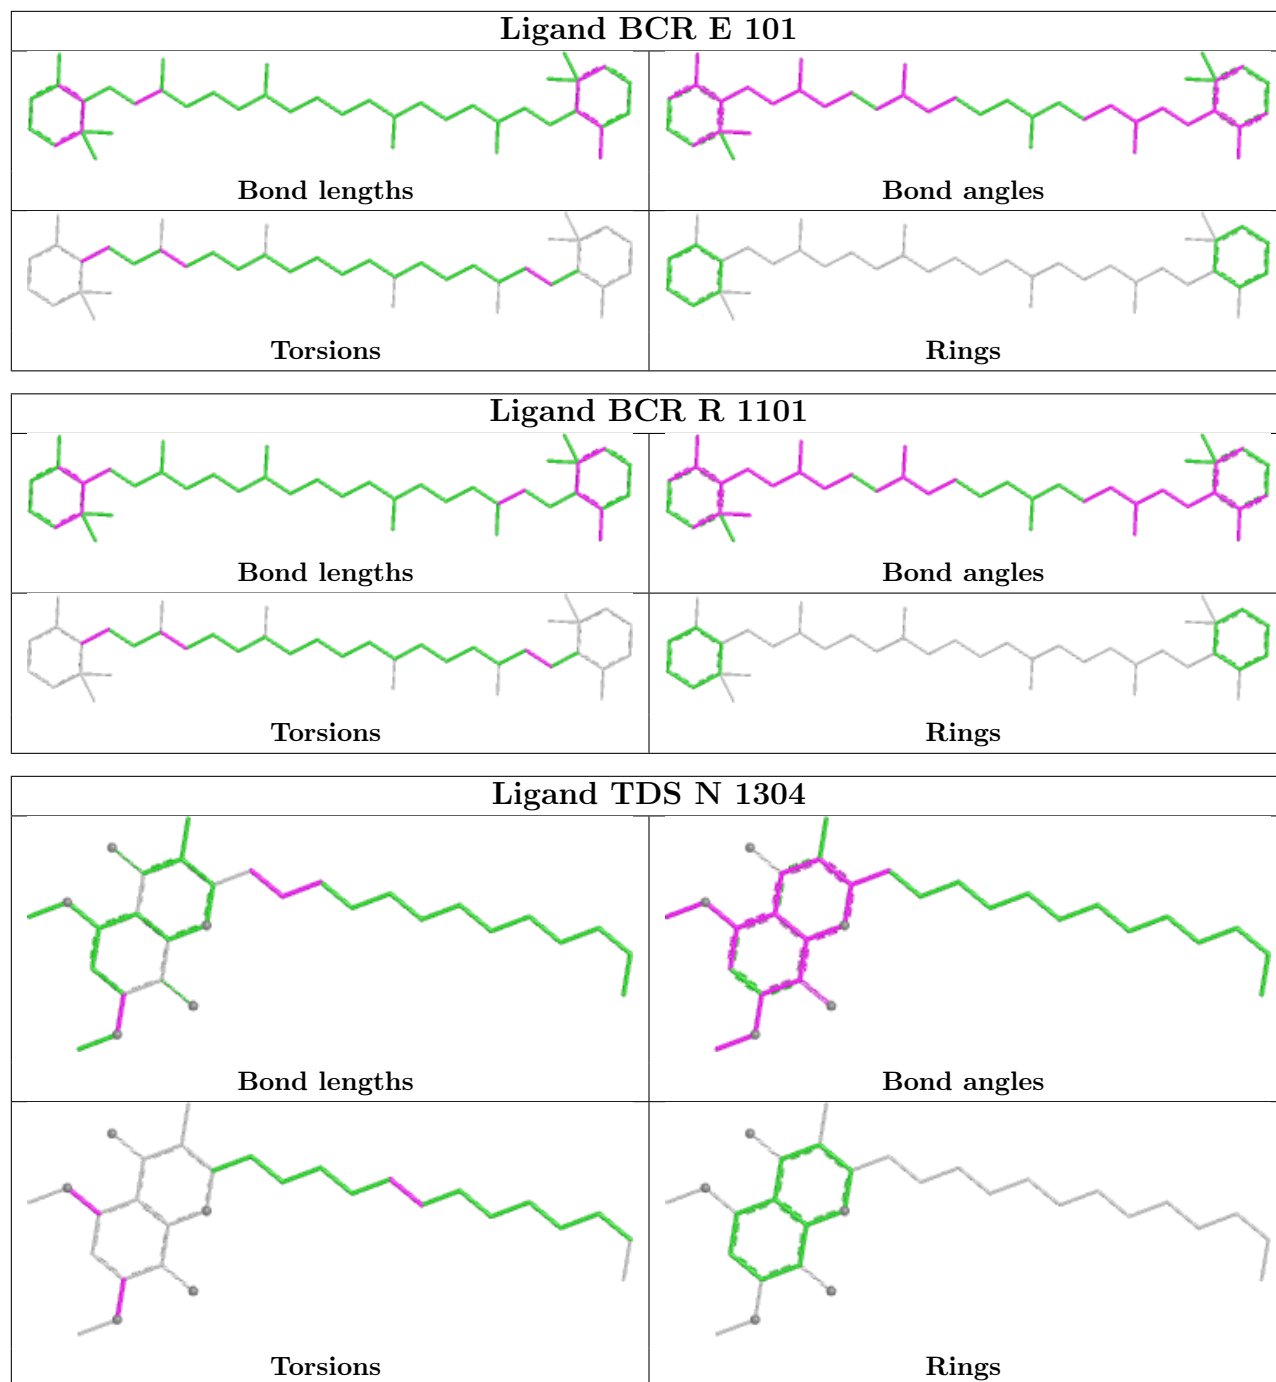 Ligand BCR E 101
Bond lengths
Bond angles
Torsions
Rings
Ligand BCR R 1101
Bond lengths
Bond angles
Torsions
Rings
Ligand TDS N 1304
Bond lengths
Bond angles
Torsions
Rings